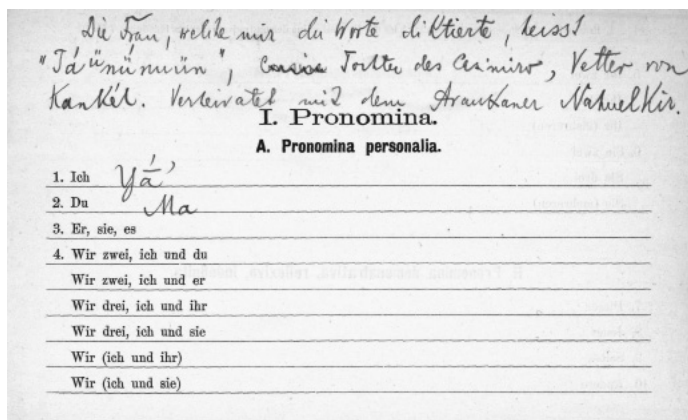 Die Frau, welche mir die Worte diktierte, heisst
"Tá ü nú nuün", Tochter des Casimiro, Vetter von
Kankél. Verheiratet mit dem Araukaner Nahuelkir.
I. Pronomina.
A. Pronomina personalia.
1. Ich Yá'
2. Du Ma
3. Er, sie, es
4. Wir zwei, ich und du
Wir zwei, ich und er
Wir drei, ich und ihr
Wir drei, ich und sie
Wir (ich und ihr)
Wir (ich und sie)